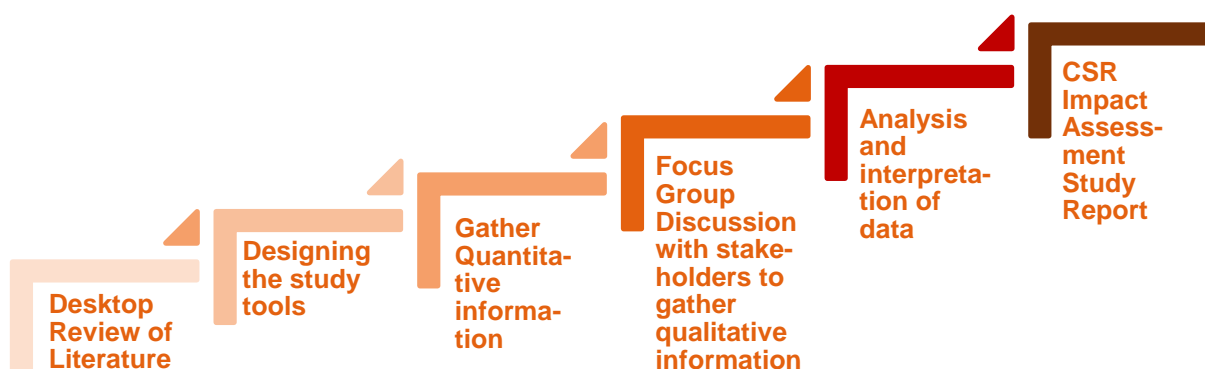 Desktop
Review of
Literature
Designing
the study
tools
Gather
Quantita-
tive
informa-
tion
Focus
Group
Discussion
with stake-
holders to
gather
qualitative
information
Analysis
and
interpreta-
tion of
data
CSR
Impact
Assess-
ment
Study
Report